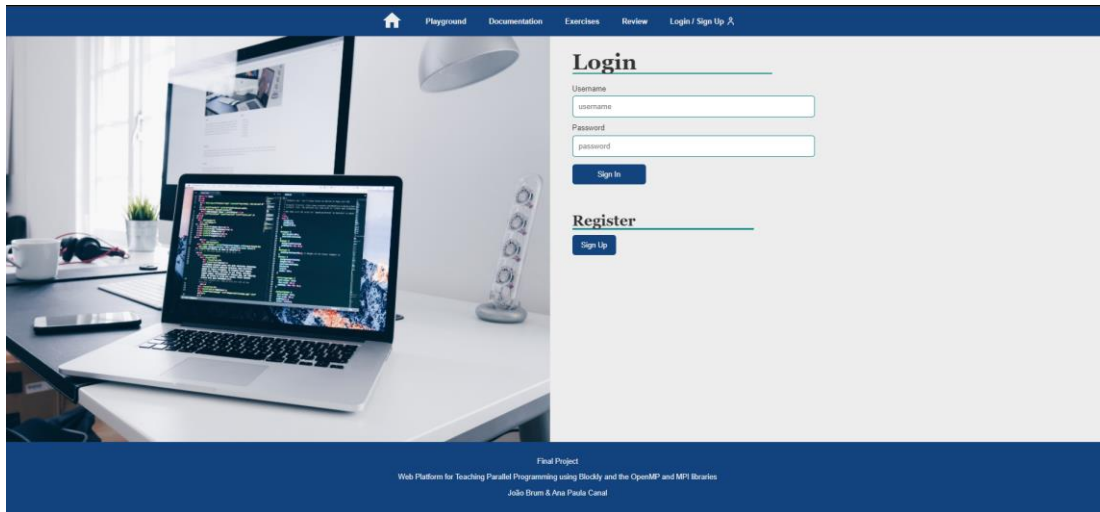 Playground Documentation Exercises Review Login / Sign Up
Login
Username
username
Password
password
Sign In
Register
Sign Up
Final Project
Web Platform for Teaching Parallel Programming using Blockly and the OpenMP and MPI libraries
João Brum & Ana Paula Canal